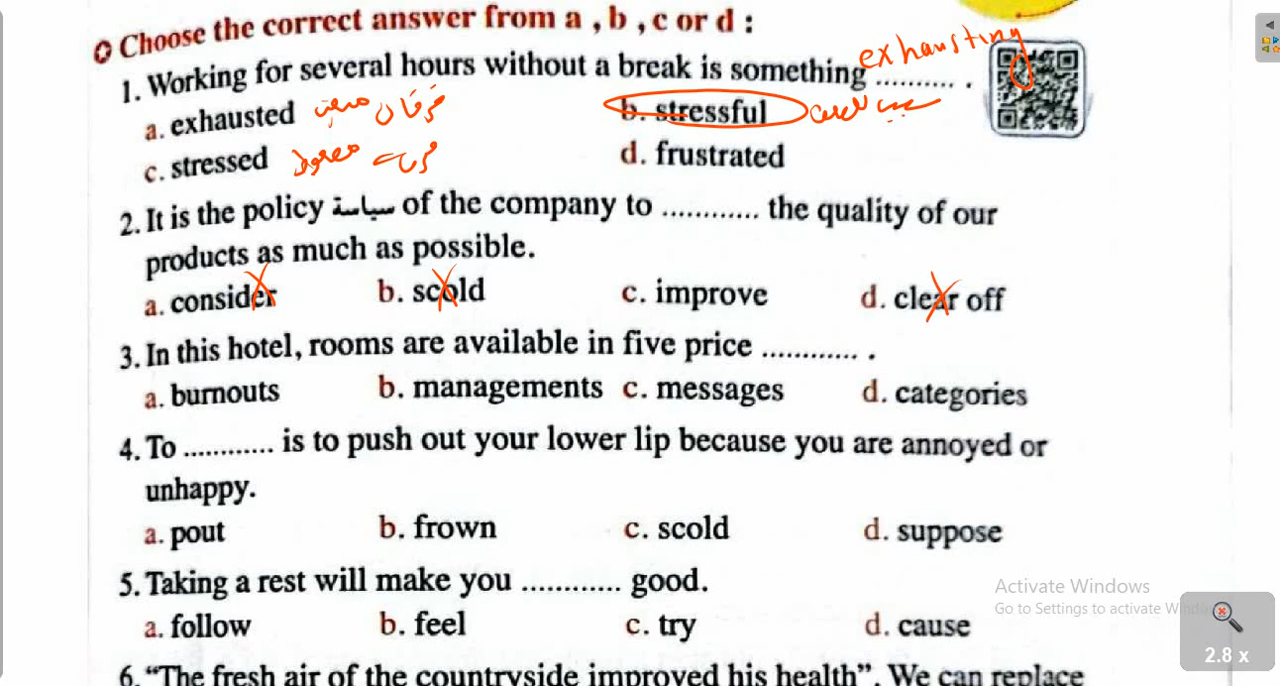 Choose the correct answer from a , b , c or d :
exhausting
1. Working for several hours without a break is something ............ .
a. exhausted b. stressful
c. stressed d. frustrated
2. It is the policy سياسة of the company to ............ the quality of our
products as much as possible.
a. consider b. scold c. improve d. clear off
3. In this hotel, rooms are available in five price ............ .
a. burnouts b. managements c. messages d. categories
4. To ............ is to push out your lower lip because you are annoyed or
unhappy.
a. pout b. frown c. scold d. suppose
5. Taking a rest will make you ............ good.
a. follow b. feel c. try d. cause
6. “The fresh air of the countryside improved his health”. We can replace
Activate Windows
Go to Settings to activate
2.8 x